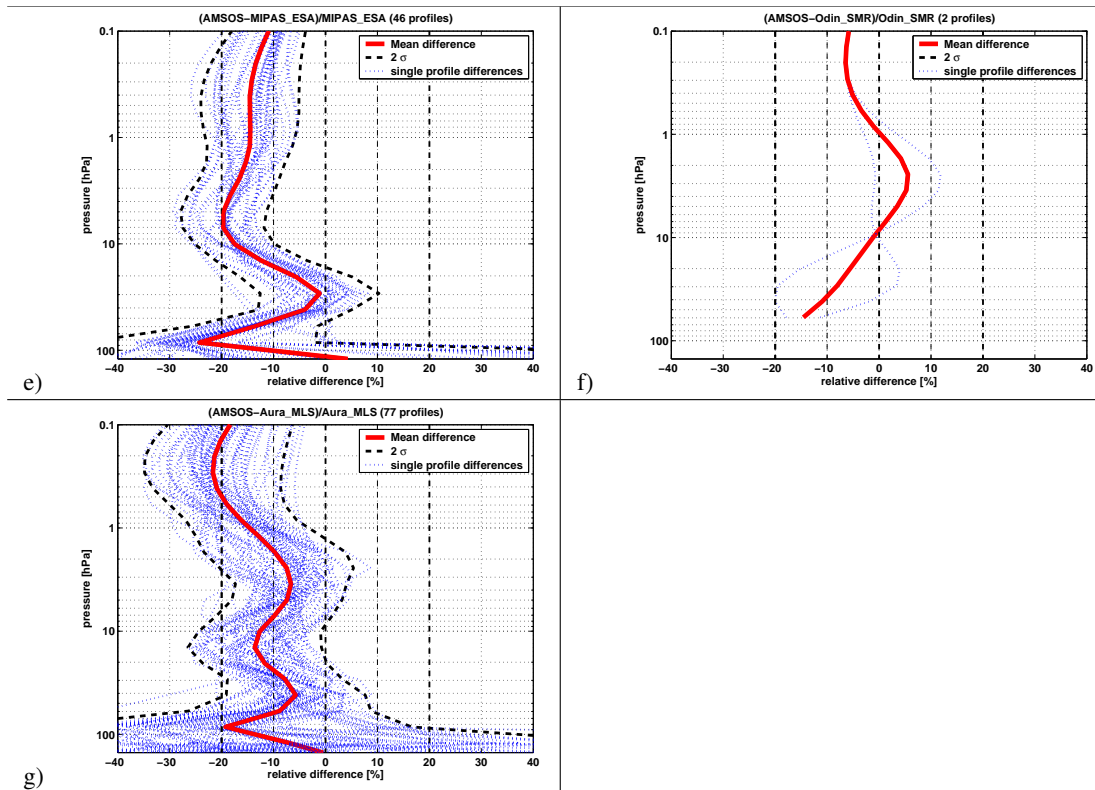 (AMSOS−MIPAS_ESA)/MIPAS_ESA (46 profiles)
Mean difference
2 σ
single profile differences
0.1
1
10
100
pressure [hPa]
−40 −30 −20 −10 0 10 20 30 40
relative difference [%]
e)
(AMSOS−Odin_SMR)/Odin_SMR (2 profiles)
Mean difference
2 σ
single profile differences
0.1
1
10
100
pressure [hPa]
−40 −30 −20 −10 0 10 20 30 40
relative difference [%]
f)
(AMSOS−Aura_MLS)/Aura_MLS (77 profiles)
Mean difference
2 σ
single profile differences
0.1
1
10
100
pressure [hPa]
−40 −30 −20 −10 0 10 20 30 40
relative difference [%]
g)